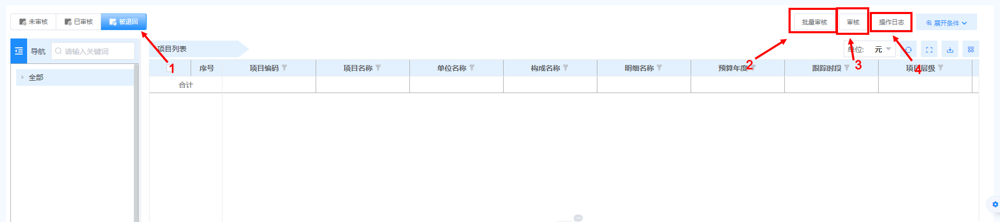 未审核 已审核 被退回 批量审核 审核 操作日志 展开条件
导航 请输入关键词 项目列表 单位: 元
1 2 3 4
序号 项目编码 项目名称 单位名称 构成名称 明细名称 预算年度 跟踪时段 项目层级
全部 合计